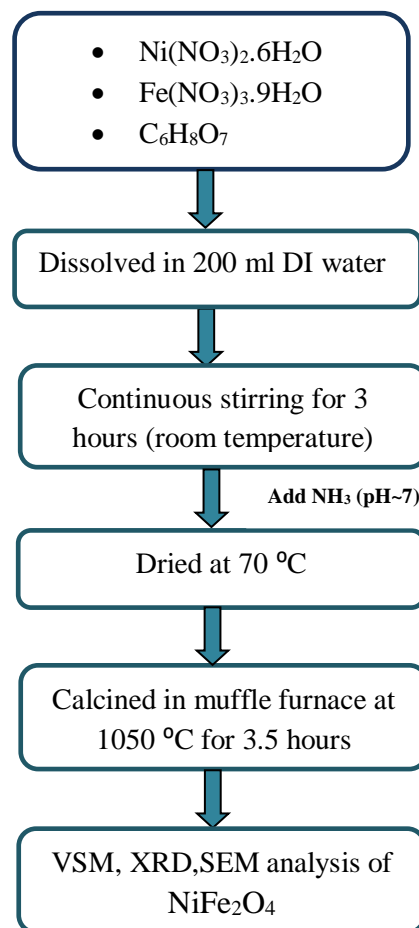 • Ni(NO₃)₂.6H₂O
• Fe(NO₃)₃.9H₂O
• C₆H₈O₇
Dissolved in 200 ml DI water
Continuous stirring for 3
hours (room temperature)
Add NH₃ (pH~7)
Dried at 70 ⁰C
Calcined in muffle furnace at
1050 ⁰C for 3.5 hours
VSM, XRD,SEM analysis of
NiFe₂O₄